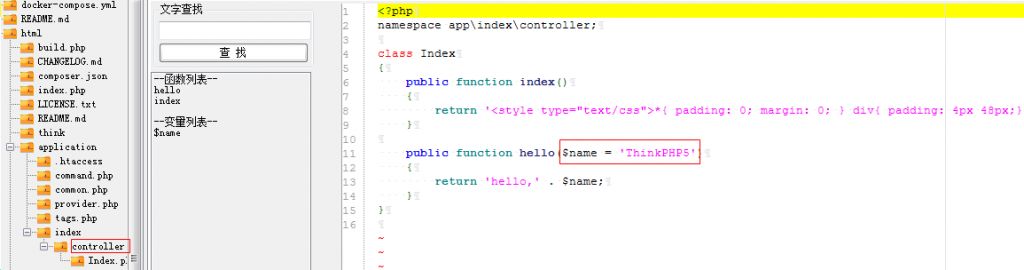 docker-compose.yml
README.md
html
build.php
CHANGELOG.md
composer.json
index.php
LICENSE.txt
README.md
think
application
.htaccess
command.php
common.php
provider.php
tags.php
index
controller
Index.p
文字查找
查 找
--函数列表--
hello
index
--变量列表--
$name
1 <?php
2 namespace app\index\controller;
3
4 class Index
5 {
6 public function index()
7 {
8 return '<style type="text/css">*{ padding: 0; margin: 0; } div{ padding: 4px 48px;}
9 }
10
11 public function hello($name = 'ThinkPHP5')
12 {
13 return 'hello,' . $name;
14 }
15 }
16
~
~
~